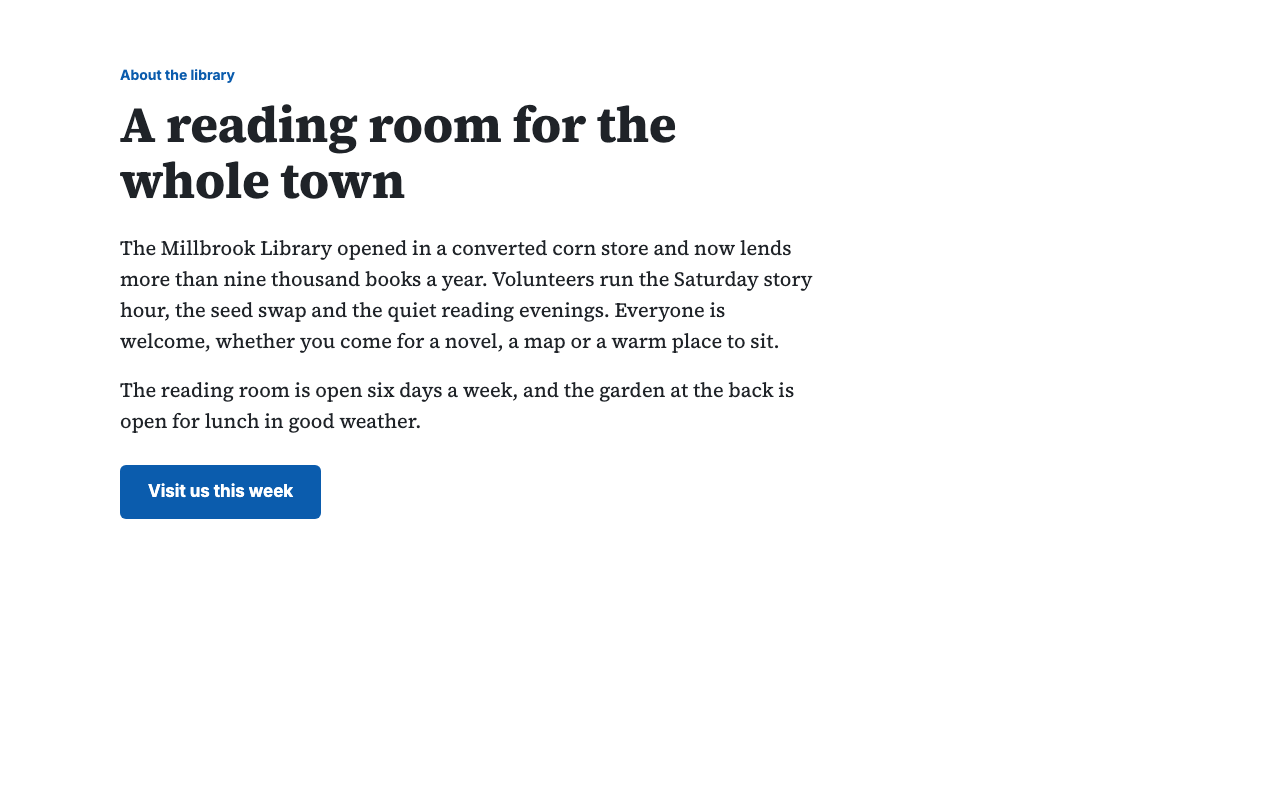 About the library
A reading room for the
whole town
The Millbrook Library opened in a converted corn store and now lends
more than nine thousand books a year. Volunteers run the Saturday story
hour, the seed swap and the quiet reading evenings. Everyone is
welcome, whether you come for a novel, a map or a warm place to sit.
The reading room is open six days a week, and the garden at the back is
open for lunch in good weather.
Visit us this week